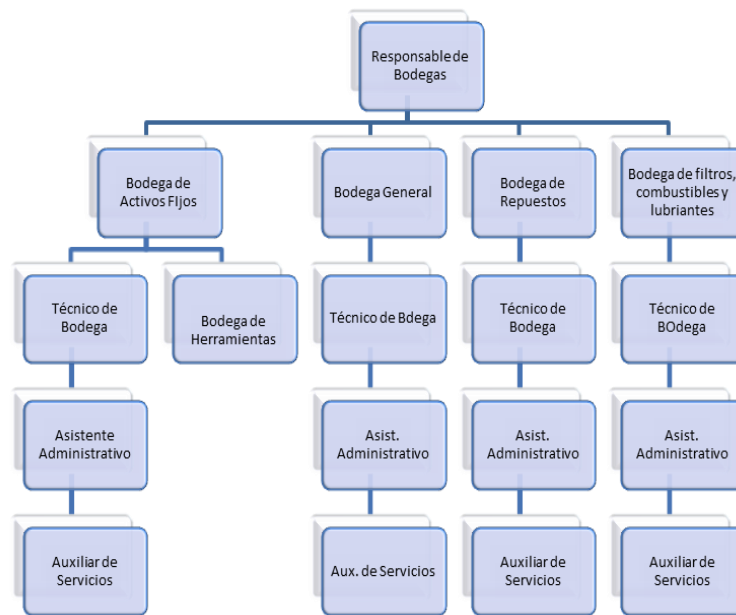 Responsable de
Bodegas
Bodega de
Activos FIjos
Bodega General
Bodega de
Repuestos
Bodega de filtros,
combustibles y
lubriantes
Técnico de
Bodega
Bodega de
Herramientas
Técnico de Bdega
Técnico de
Bodega
Técnico de
BOdega
Asistente
Administrativo
Asist.
Administrativo
Asist.
Administrativo
Asist.
Administrativo
Auxiliar de
Servicios
Aux. de Servicios
Auxiliar de
Servicios
Auxiliar de
Servicios